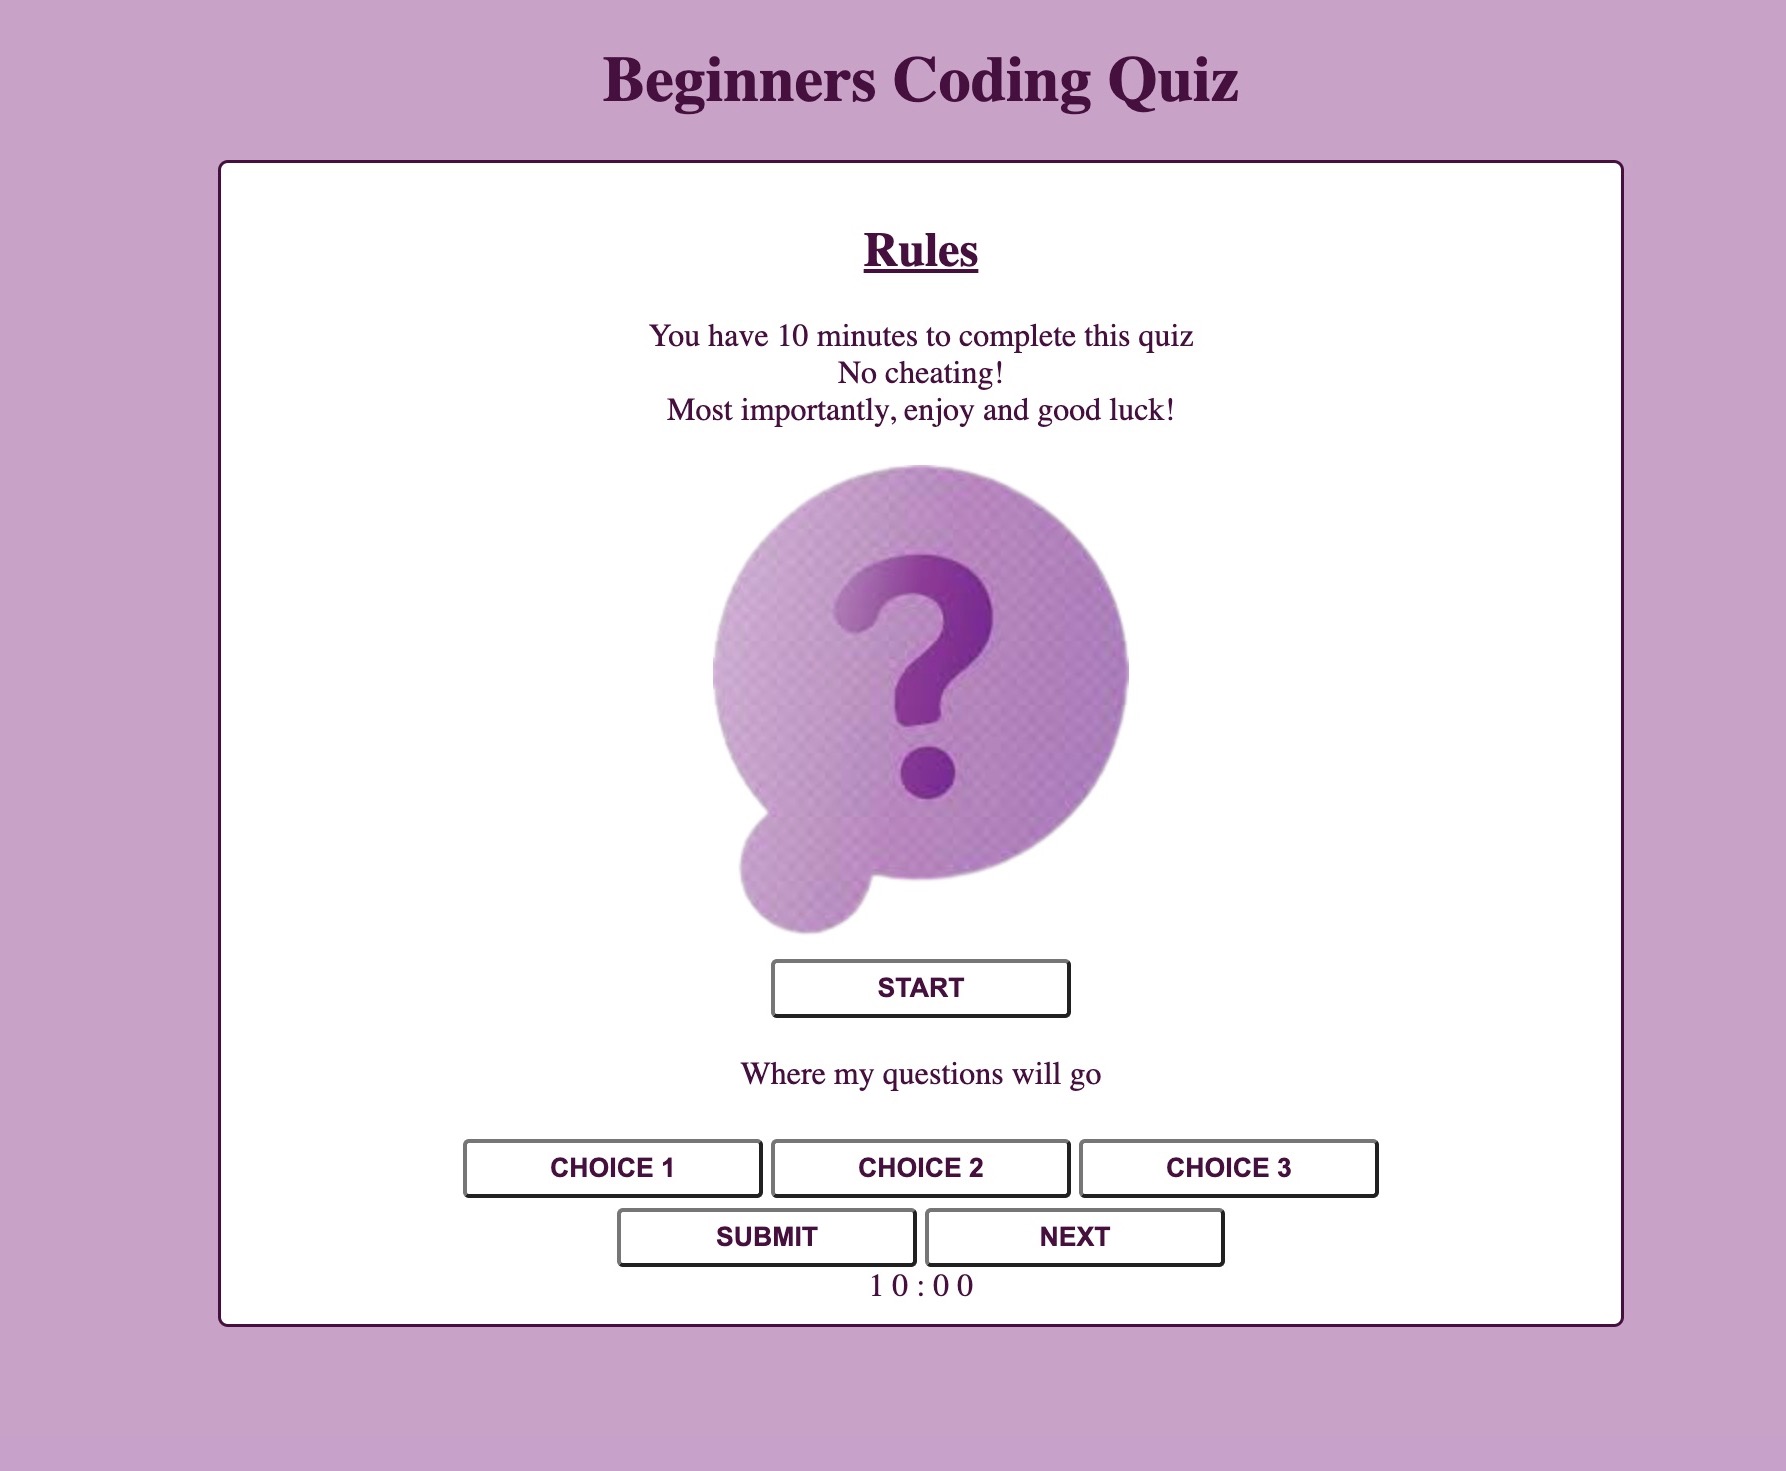 Beginners Coding Quiz
Rules
You have 10 minutes to complete this quiz
No cheating!
Most importantly, enjoy and good luck!
?
START
Where my questions will go
CHOICE 1 CHOICE 2 CHOICE 3
SUBMIT NEXT
10:00